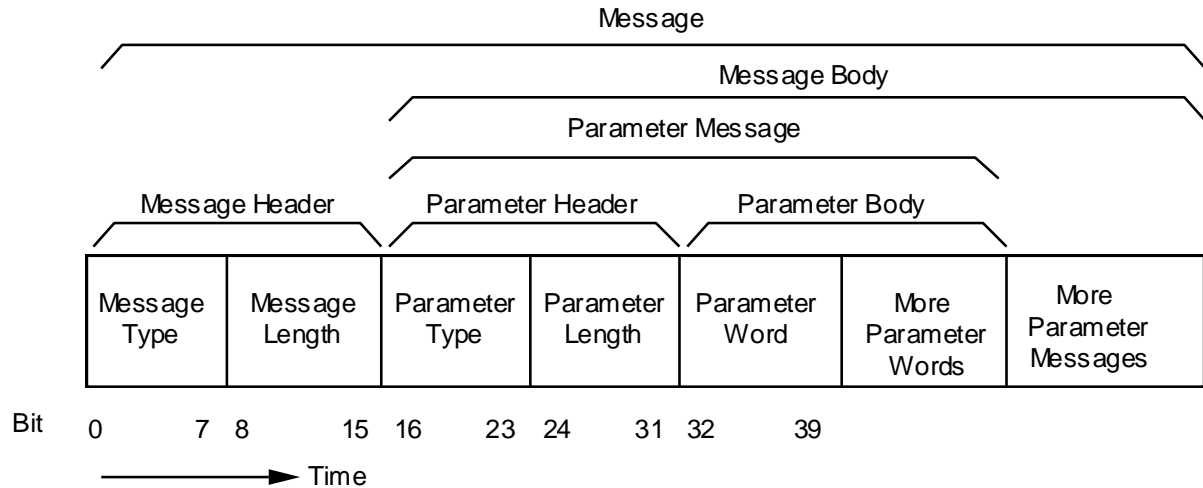 Message
Message Body
Parameter Message
Message Header Parameter Header Parameter Body
Message Type
Message Length
Parameter Type
Parameter Length
Parameter Word
More Parameter Words
More Parameter Messages
Bit 0 7 8 15 16 23 24 31 32 39
Time